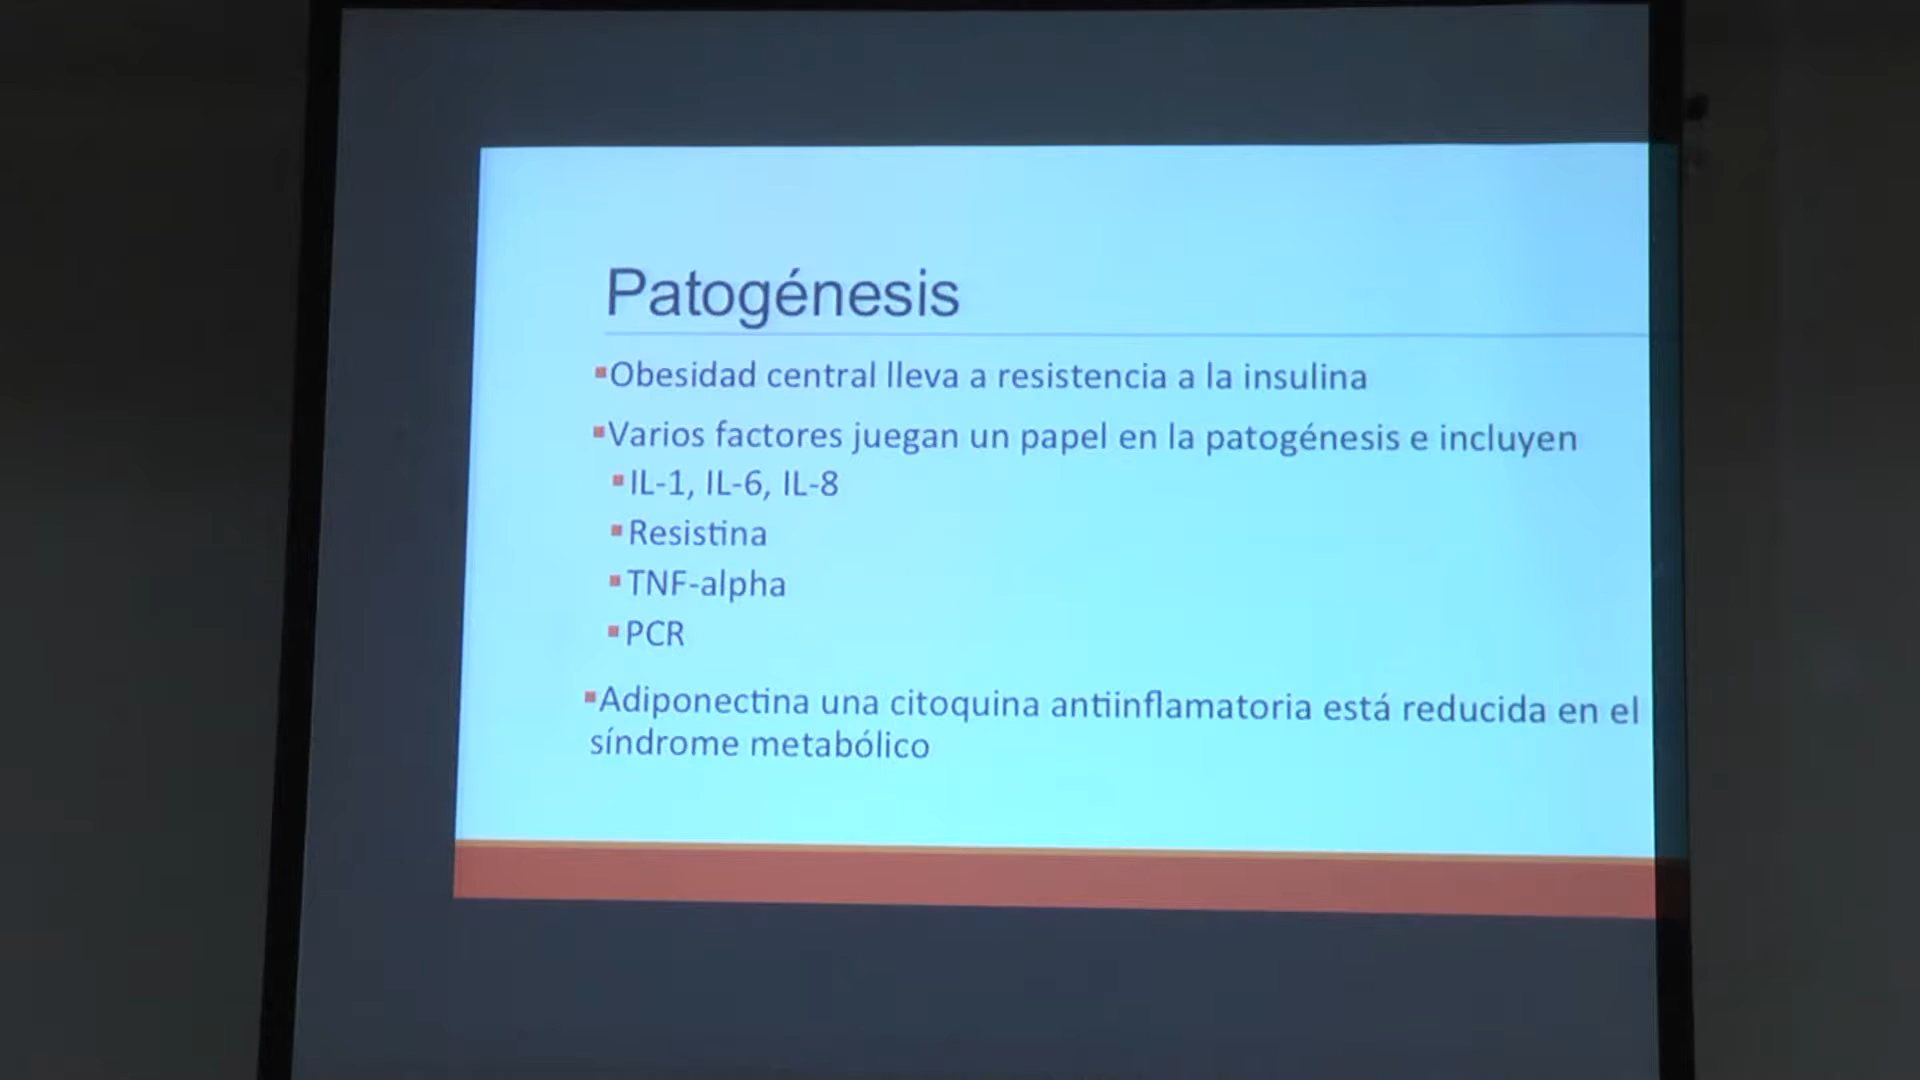 Patogénesis
▪Obesidad central lleva a resistencia a la insulina
▪Varios factores juegan un papel en la patogénesis e incluyen
▪IL-1, IL-6, IL-8
▪Resistina
▪TNF-alpha
▪PCR
▪Adiponectina una citoquina antiinflamatoria está reducida en el
síndrome metabólico